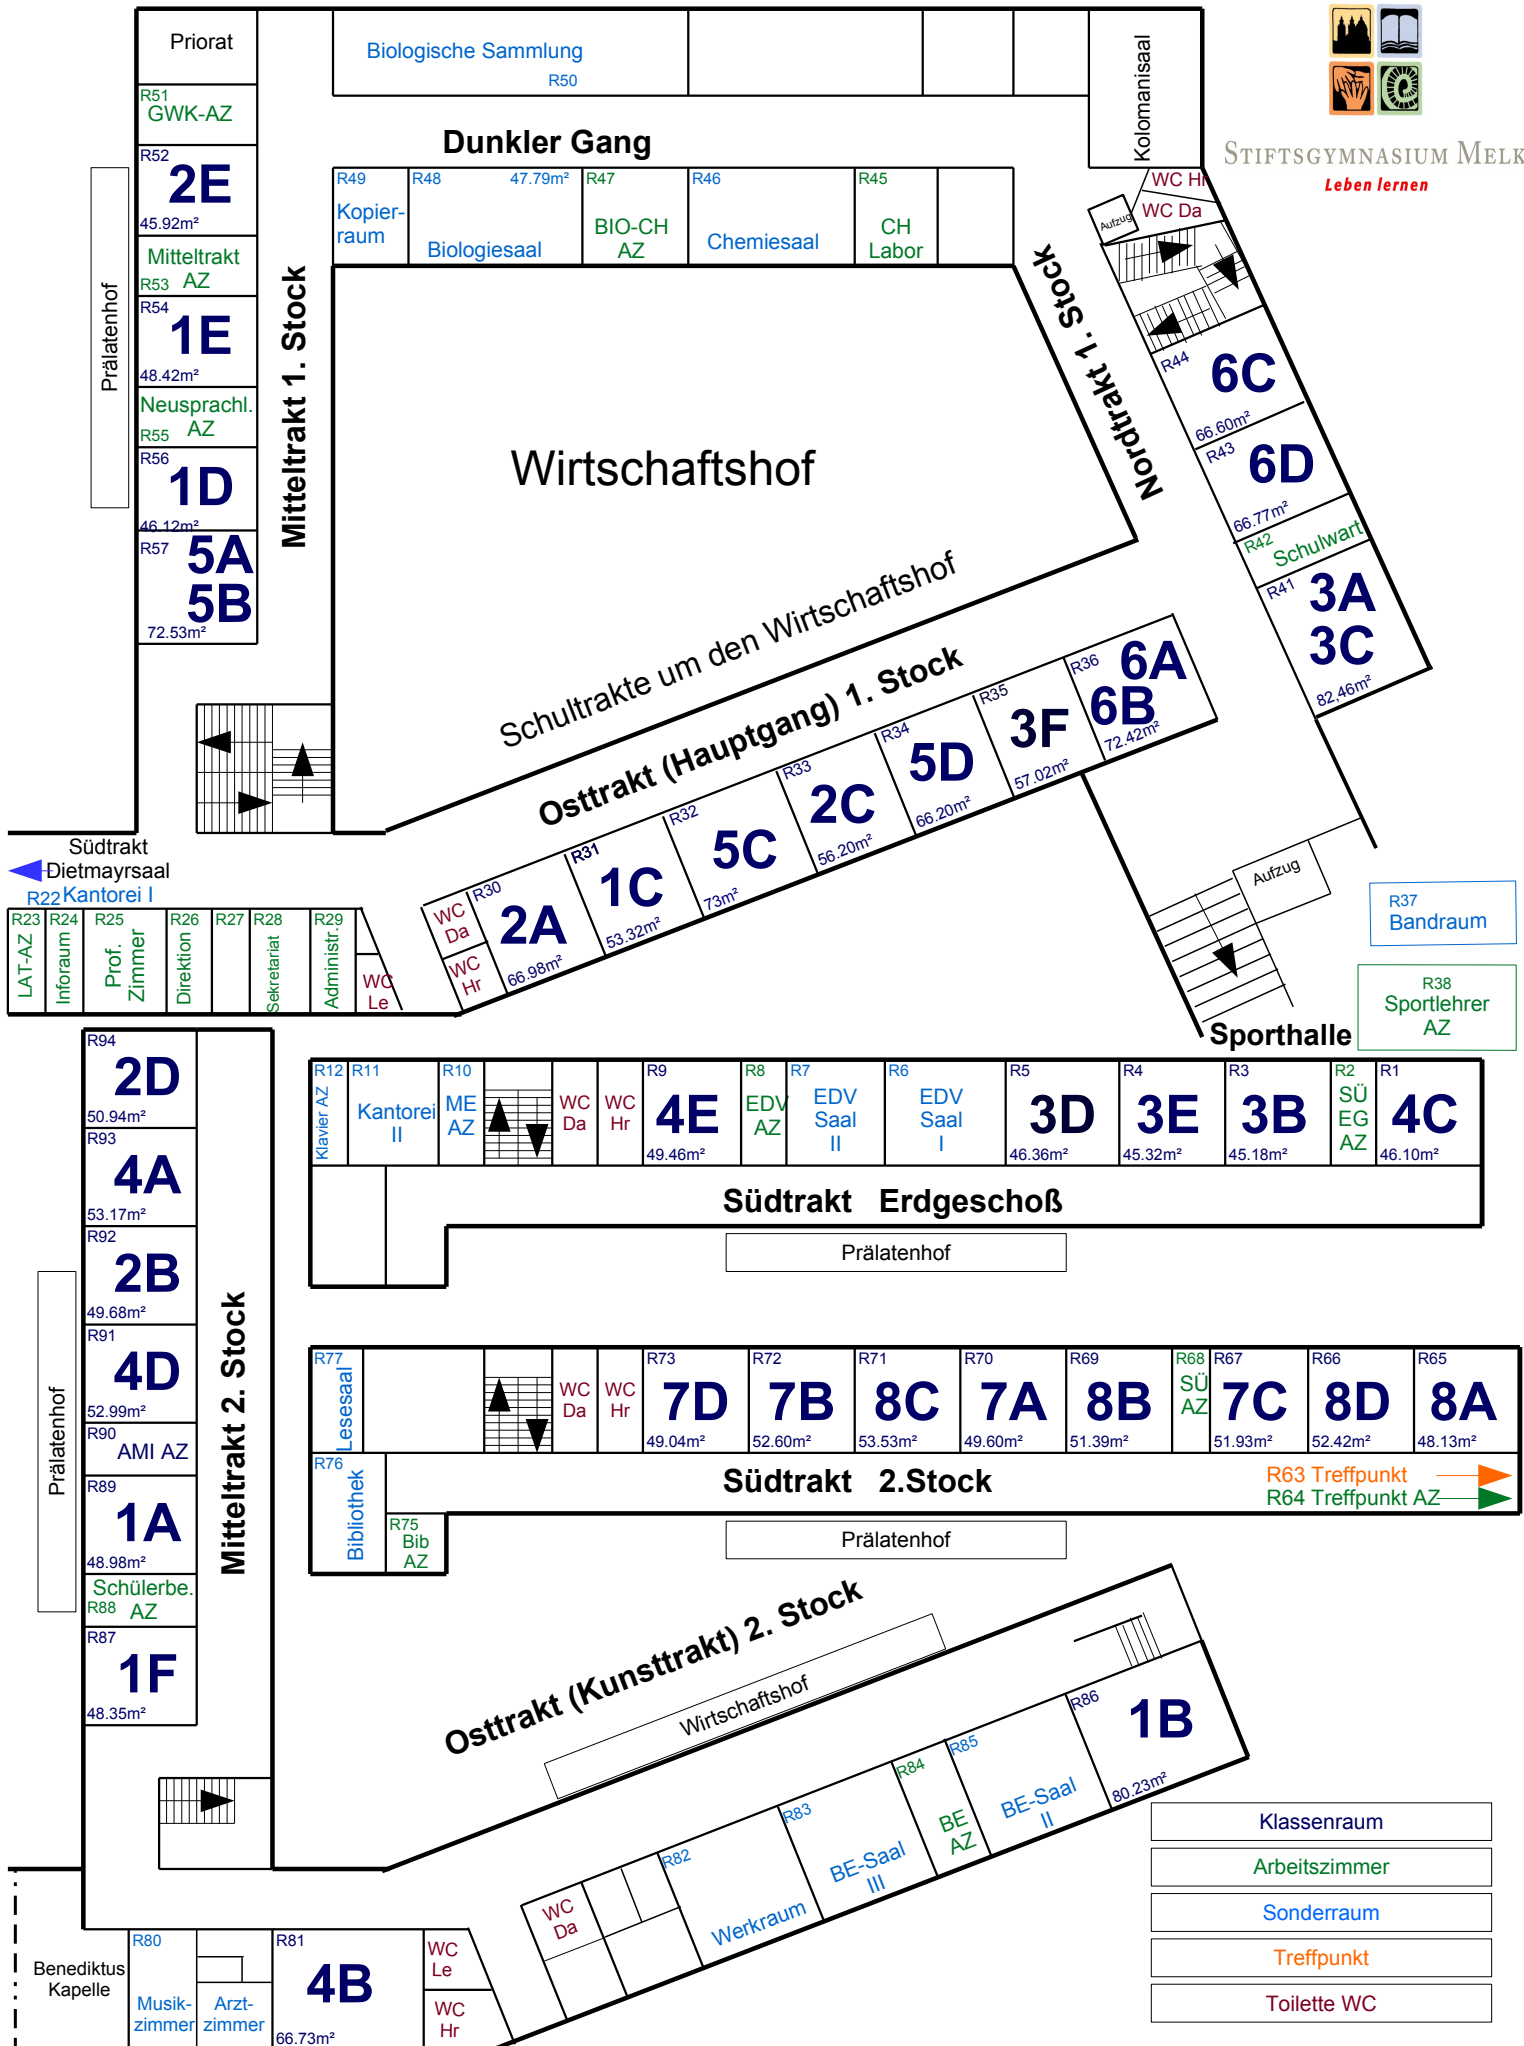 Priorat
Biologische Sammlung
R50
Kolomanisaal
STIFTSGYMNASIUM MELK
Leben lernen
R51
GWK-AZ
Dunkler Gang
R52
2E
45.92m²
R49
Kopier-
raum
R48
47.79m²
Biologiesaal
R47
BIO-CH
AZ
R46
Chemiesaal
R45
CH
Labor
WC Hr
WC Da
Aufzug
Mitteltrakt
AZ
R53
R54
1E
48.42m²
Prälatenhof
Mitteltrakt 1. Stock
Neusprachl.
AZ
R55
R56
1D
46.12m²
R57
5A
5B
72.53m²
Wirtschaftshof
Nordtrakt 1. Stock
R44
6C
66.60m²
R43
6D
66.77m²
R42
Schulwart
R41
3A
3C
82,46m²
Schultrakte um den Wirtschaftshof
Osttrakt (Hauptgang) 1. Stock
R36
6A
6B
72.42m²
R35
3F
57.02m²
R34
5D
66.20m²
R33
2C
56.20m²
R32
5C
73m²
R31
1C
53.32m²
R30
2A
66.98m²
WC
Da
WC
Hr
Südtrakt
Dietmayrsaal
R22 Kantorei I
R23
LAT-AZ
R24
Inforaum
R25
Prof.
Zimmer
R26
Direktion
R27
R28
Sekretariat
R29
Administr.
WC
Le
Aufzug
R37
Bandraum
R38
Sportlehrer
AZ
Sporthalle
R94
2D
50.94m²
R93
4A
53.17m²
R92
2B
49.68m²
R91
4D
52.99m²
R90
AMI AZ
R89
1A
48.98m²
Schülerbe.
R88 AZ
R87
1F
48.35m²
Prälatenhof
Mitteltrakt 2. Stock
R12
Klavier AZ
R11
Kantorei
II
R10
ME
AZ
WC
Da
WC
Hr
R9
4E
49.46m²
R8
EDV
AZ
R7
EDV
Saal
II
R6
EDV
Saal
I
R5
3D
46.36m²
R4
3E
45.32m²
R3
3B
45.18m²
R2
SÜ
EG
AZ
R1
4C
46.10m²
Südtrakt Erdgeschoß
Prälatenhof
R77
Lesesaal
WC
Da
WC
Hr
R73
7D
49.04m²
R72
7B
52.60m²
R71
8C
53.53m²
R70
7A
49.60m²
R69
8B
51.39m²
R68
SÜ
AZ
R67
7C
51.93m²
R66
8D
52.42m²
R65
8A
48.13m²
R76
Bibliothek
R75
Bib
AZ
Südtrakt 2.Stock
R63 Treffpunkt
R64 Treffpunkt AZ
Prälatenhof
Osttrakt (Kunsttrakt) 2. Stock
Wirtschaftshof
R86
1B
80.23m²
R85
BE-Saal
II
R84
BE
AZ
R83
BE-Saal
III
R82
Werkraum
WC
Da
Klassenraum
Arbeitszimmer
Sonderraum
Treffpunkt
Toilette WC
Benediktus
Kapelle
R80
Musik-
zimmer
Arzt-
zimmer
R81
4B
66.73m²
WC
Le
WC
Hr